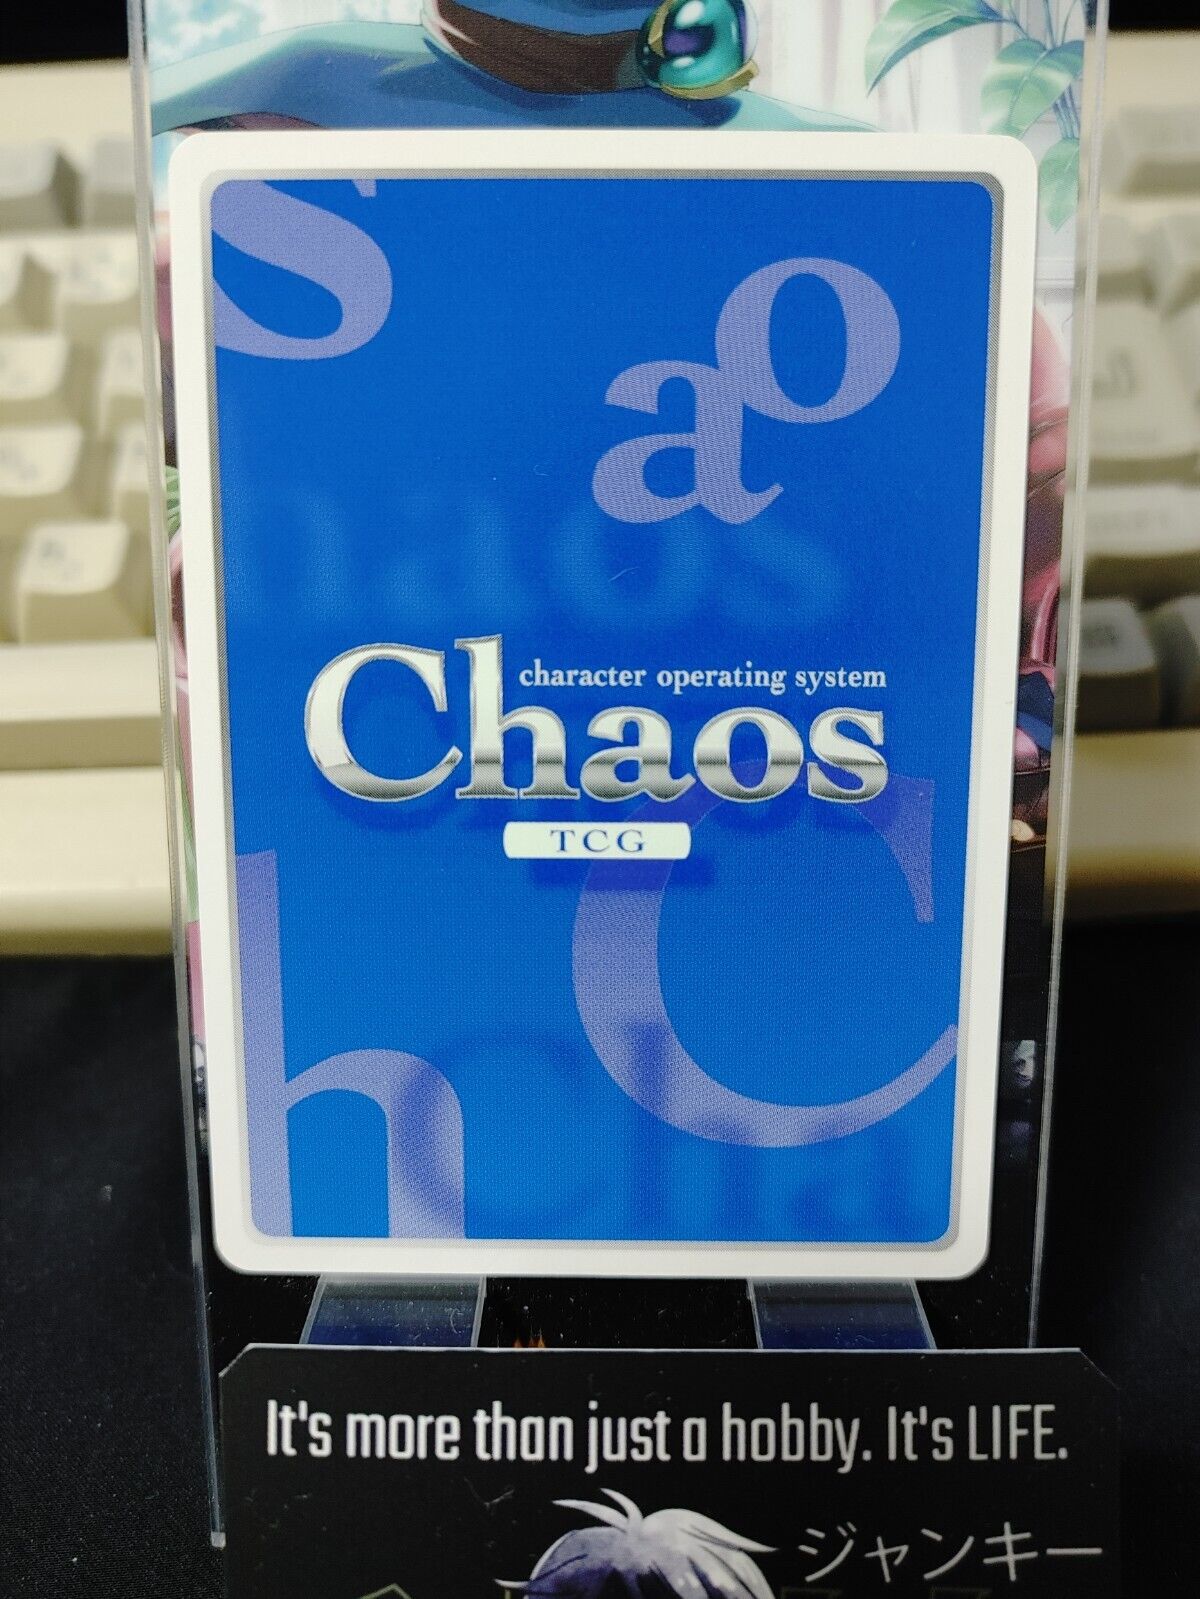 s
o
a
character operating system
Chaos
TCG
C
h
It's more than just a hobby. It's LIFE.
ジャンキー